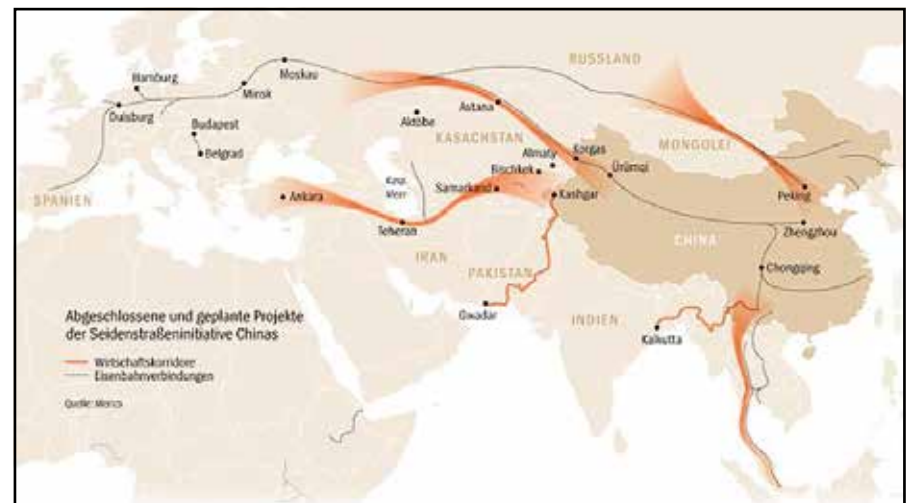 RUSSLAND
Moskau
Hamburg
Minsk
Duisburg
Astana
Budapest
Aktöbe
KASACHSTAN
MONGOLEI
Korgas
Almaty
Belgrad
Bischkek
Ürümqi
Kasp.
Meer
Samarkand
Kashgar
Peking
SPANIEN
Ankara
Teheran
Zhengzhou
CHINA
IRAN
PAKISTAN
Chongqing
Gwadar
INDIEN
Kalkutta
Abgeschlossene und geplante Projekte
der Seidenstraßeninitiative Chinas
Wirtschaftskorridore
Eisenbahnverbindungen
Quelle: Merics